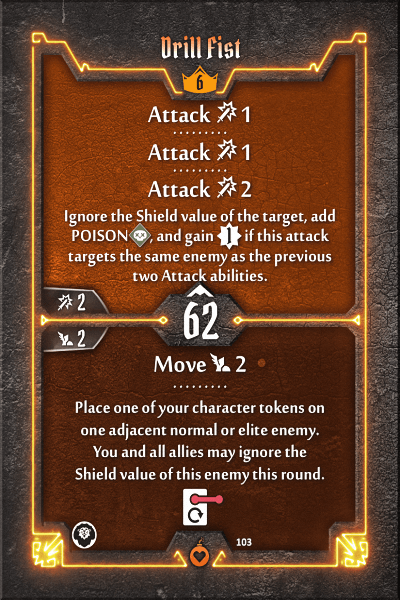 Drill Fist
6
Attack 1
Attack 1
Attack 2
Ignore the Shield value of the target, add
POISON, and gain 1 if this attack
targets the same enemy as the previous
two Attack abilities.
2
62
2
Move 2
Place one of your character tokens on
one adjacent normal or elite enemy.
You and all allies may ignore the
Shield value of this enemy this round.
103